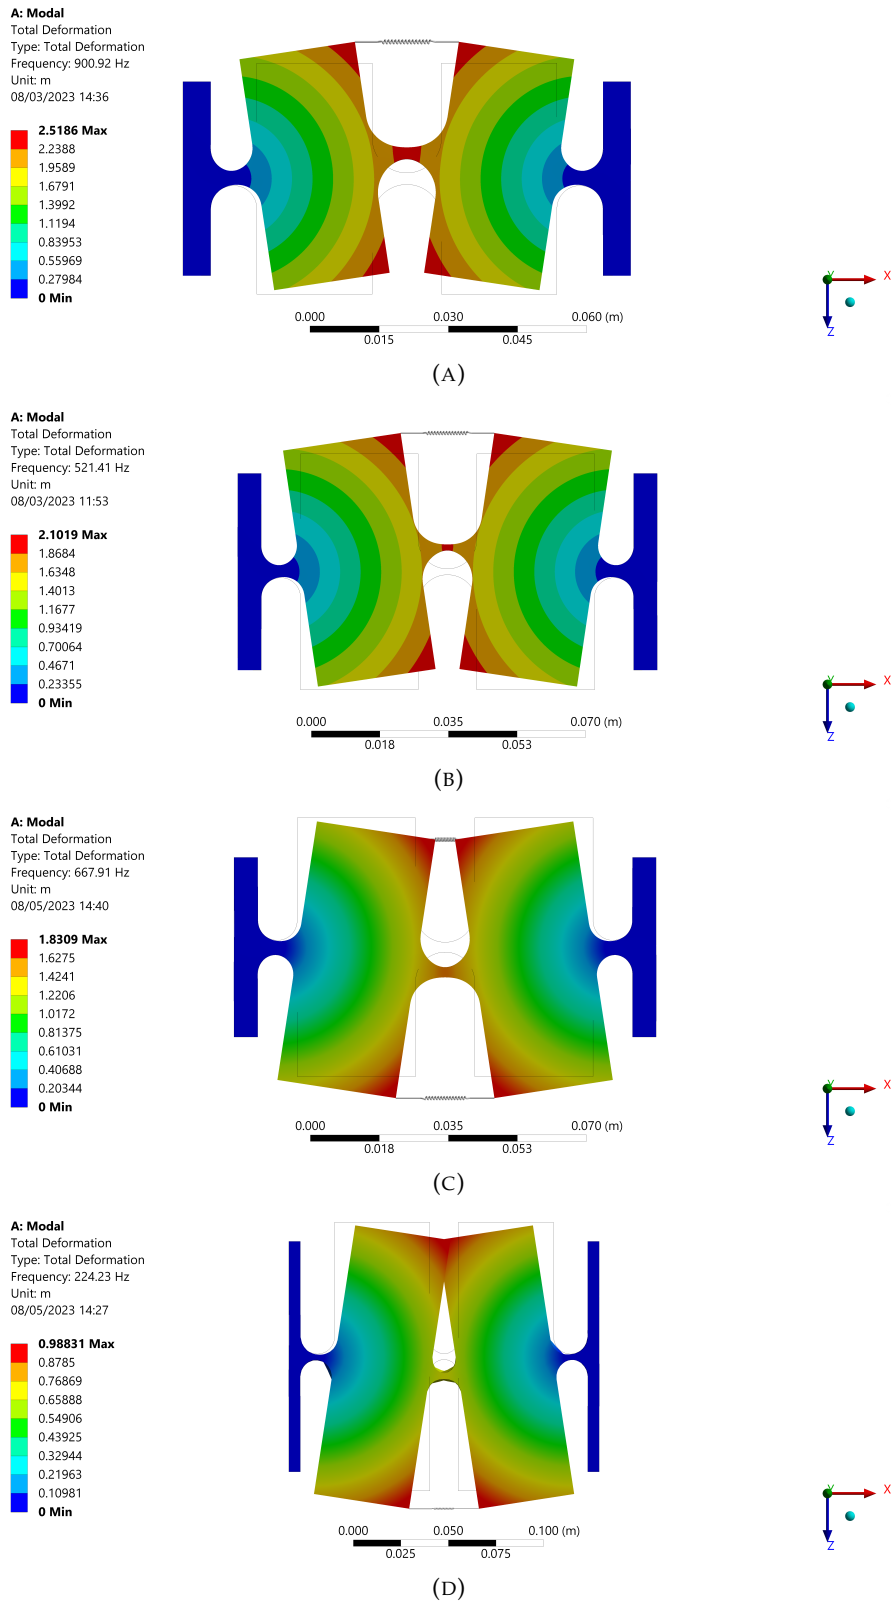 A: Modal
Total Deformation
Type: Total Deformation
Frequency: 900.92 Hz
Unit: m
08/03/2023 14:36
2.5186 Max
2.2388
1.9589
1.6791
1.3992
1.1194
0.83953
0.55969
0.27984
0 Min
Y
X
Z
0.000 0.030 0.060 (m)
0.015 0.045
(A)
A: Modal
Total Deformation
Type: Total Deformation
Frequency: 521.41 Hz
Unit: m
08/03/2023 11:53
2.1019 Max
1.8684
1.6348
1.4013
1.1677
0.93419
0.70064
0.4671
0.23355
0 Min
Y
X
Z
0.000 0.035 0.070 (m)
0.018 0.053
(B)
A: Modal
Total Deformation
Type: Total Deformation
Frequency: 667.91 Hz
Unit: m
08/05/2023 14:40
1.8309 Max
1.6275
1.4241
1.2206
1.0172
0.81375
0.61031
0.40688
0.20344
0 Min
Y
X
Z
0.000 0.035 0.070 (m)
0.018 0.053
(C)
A: Modal
Total Deformation
Type: Total Deformation
Frequency: 224.23 Hz
Unit: m
08/05/2023 14:27
0.98831 Max
0.8785
0.76869
0.65888
0.54906
0.43925
0.32944
0.21963
0.10981
0 Min
Y
X
Z
0.000 0.050 0.100 (m)
0.025 0.075
(D)